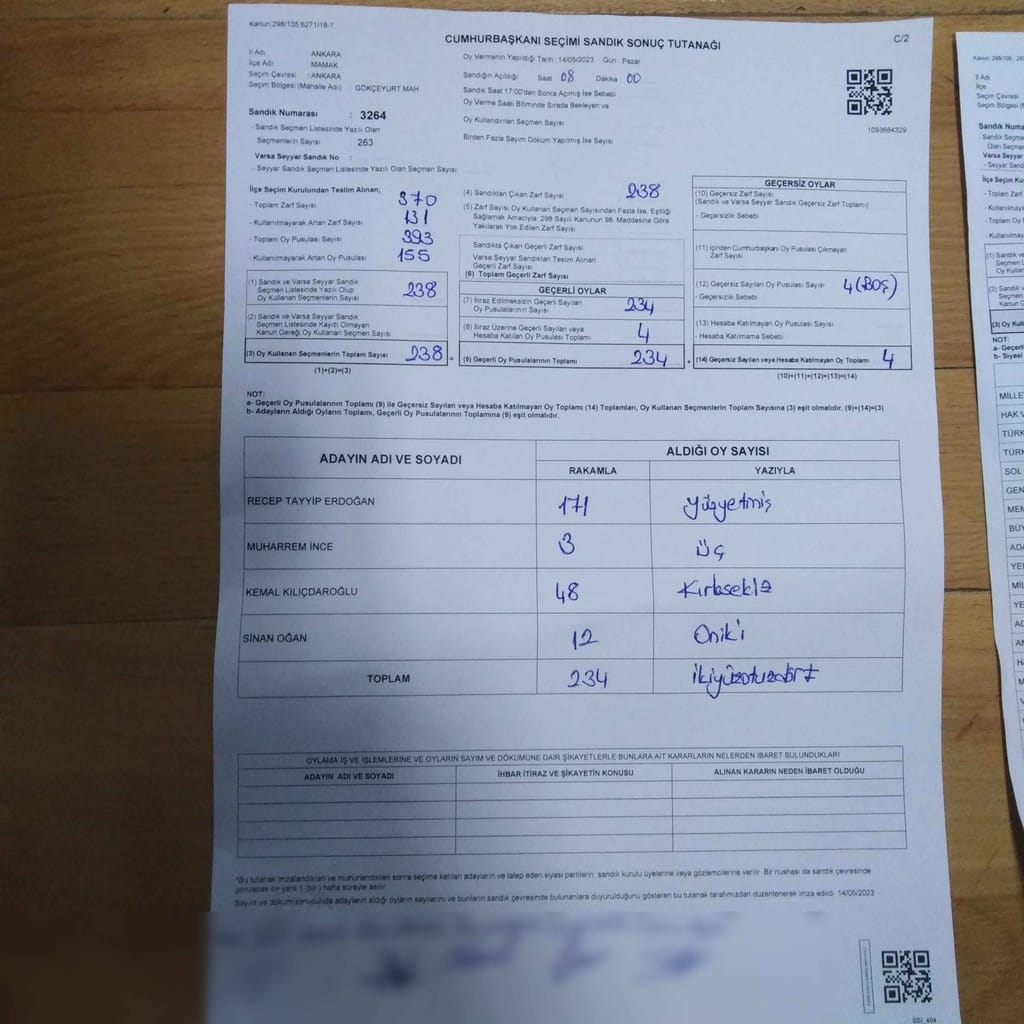 Kanun:298/105,6271/18-1
C/2
CUMHURBAŞKANI SEÇİMİ SANDIK SONUÇ TUTANAĞI
İl Adı ANKARA
İlçe Adı : MAMAK
Seçim Çevresi : ANKARA
Seçim Bölgesi (Mahalle Adı) GÖKÇEYURT MAH
Sandık Numarası : 3264
- Sandık Seçmen Listesinde Yazılı Olan
Seçmenlerin Sayısı : 263
Varsa Seyyar Sandık No :
- Seyyar Sandık Seçmen Listesinde Yazılı Olan Seçmen Sayısı
Oy Vermenin Yapıldığı Tarih 14/05/2023 Gün : Pazar
Sandığın Açıldığı Saat 08 Dakika 00
Sandık Saat 17:00'den Sonra Açılmış İse Sebebi
Oy Verme Saati Bitiminde Sırada Bekleyen ve
Oy Kullandırılan Seçmen Sayısı
Birden Fazla Sayım Döküm Yapılmış İse Sayısı
1093684329
İlçe Seçim Kurulundan Teslim Alınan;
- Toplam Zarf Sayısı 370
- Kullanılmayarak Artan Zarf Sayısı 131
- Toplam Oy Pusulası Sayısı 393
- Kullanılmayarak Artan Oy Pusulası 155
(1) Sandık ve Varsa Seyyar Sandık
Seçmen Listesinde Yazılı Olup
Oy Kullanan Seçmenlerin Sayısı 238
(2) Sandık ve Varsa Seyyar Sandık
Seçmen Listesinde Kaydı Olmayan
Kanun Gereği Oy Kullanan Seçmen Sayısı
(3) Oy Kullanan Seçmenlerin Toplam Sayısı 238 =
(1)+(2)=(3)
(4) Sandıktan Çıkan Zarf Sayısı 238
(5) Zarf Sayısı Oy Kullanan Seçmen Sayısından Fazla İse, Eşitliği
Sağlamak Amacıyla; 298 Sayılı Kanunun 98. Maddesine Göre
Yakılarak Yok Edilen Zarf Sayısı
Sandıkta Çıkan Geçerli Zarf Sayısı
Varsa Seyyar Sandıktan Teslim Alınan
Geçerli Zarf Sayısı
(6) Toplam Geçerli Zarf Sayısı
GEÇERLİ OYLAR
(7) İtiraz Edilmeksizin Geçerli Sayılan
Oy Pusulalarının Sayısı 234
(8) İtiraz Üzerine Geçerli Sayılan veya
Hesaba Katılan Oy Pusulası Toplamı 4
(9) Geçerli Oy Pusulalarının Toplamı 234 +
GEÇERSİZ OYLAR
(10) Geçersiz Zarf Sayısı
(Sandık ve Varsa Seyyar Sandık Geçersiz Zarf Toplamı)
- Geçersizlik Sebebi
(11) İçinden Cumhurbaşkanı Oy Pusulası Çıkmayan
Zarf Sayısı
(12) Geçersiz Sayılan Oy Pusulası Sayısı 4 (BOŞ)
- Geçersizlik Sebebi
(13) Hesaba Katılmayan Oy Pusulası Sayısı
- Hesaba Katılmama Sebebi
(14) Geçersiz Sayılan veya Hesaba Katılmayan Oy Toplamı 4
(10)+(11)+(12)+(13)=(14)
NOT:
a- Geçerli Oy Pusulalarının Toplamı (9) ile Geçersiz Sayılan veya Hesaba Katılmayan Oy Toplamı (14) Toplamları, Oy Kullanan Seçmenlerin Toplam Sayısına (3) eşit olmalıdır. (9)+(14)=(3)
b- Adayların Aldığı Oyların Toplamı, Geçerli Oy Pusulalarının Toplamına (9) eşit olmalıdır.
ADAYIN ADI VE SOYADI
ALDIĞI OY SAYISI
RAKAMLA YAZIYLA
RECEP TAYYİP ERDOĞAN 171 yüzyetmiş
MUHARREM İNCE 3 üç
KEMAL KILIÇDAROĞLU 48 Kırksekiz
SİNAN OĞAN 12 Oniki
TOPLAM 234 ikiyüzotuzdört
OYLAMA İŞ VE İŞLEMLERİNE VE OYLARIN SAYIM VE DÖKÜMÜNE DAİR ŞİKAYETLERLE BUNLARA AİT KARARLARIN NELERDEN İBARET BULUNDUKLARI
ADAYIN ADI VE SOYADI İHBAR İTİRAZ VE ŞİKAYETİN KONUSU ALINAN KARARIN NEDEN İBARET OLDUĞU
*Bu tutanak imzalandıktan ve mühürlendikten sonra seçime katılan adayların ve talep eden siyasi partilerin sandık kurulu üyelerine veya gözlemcilerine verilir. Bir nüshası da sandık çevresinde
görülecek bir yere 1 (bir) hafta süreyle asılır.
Sayım ve döküm sonucunda adayların aldığı oyların sayılarını ve bunların sandık çevresinde bulunanlara duyurulduğunu gösteren bu tutanak tarafımızdan düzenlenerek imza edildi. 14/05/2023